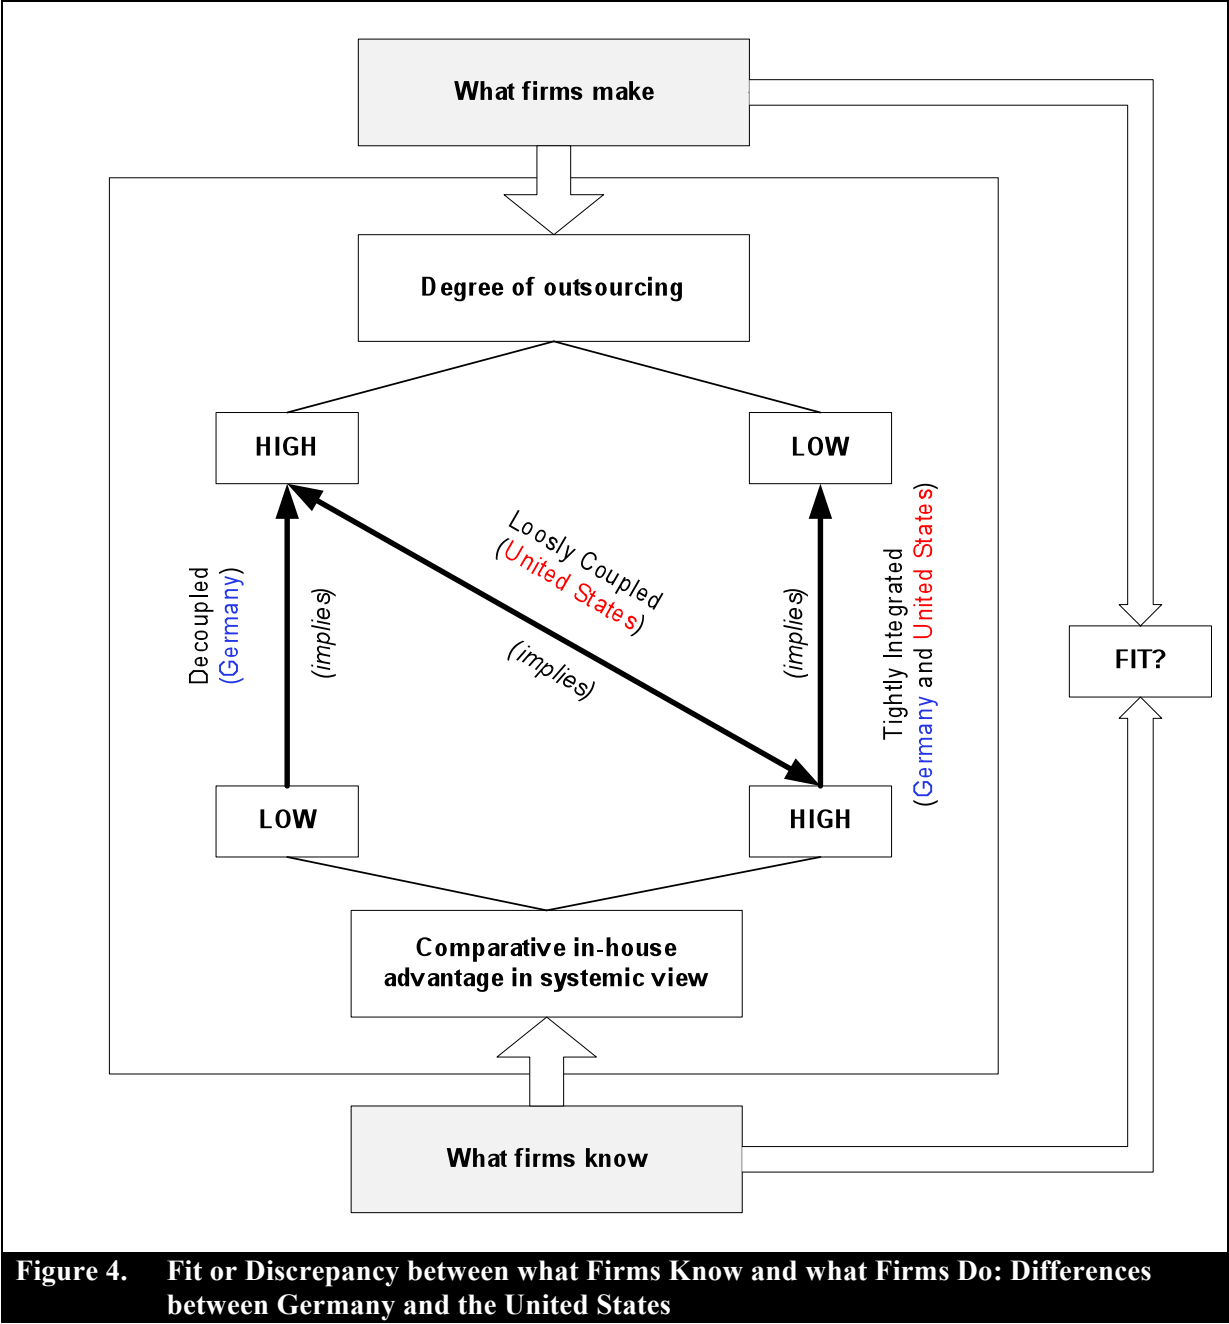 What firms make
Degree of outsourcing
HIGH
LOW
Decoupled
(Germany)
(implies)
Loosly Coupled
(United States)
(implies)
(implies)
Tightly Integrated
(Germany and United States)
FIT?
LOW
HIGH
Comparative in-house
advantage in systemic view
What firms know
Figure 4. Fit or Discrepancy between what Firms Know and what Firms Do: Differences
between Germany and the United States